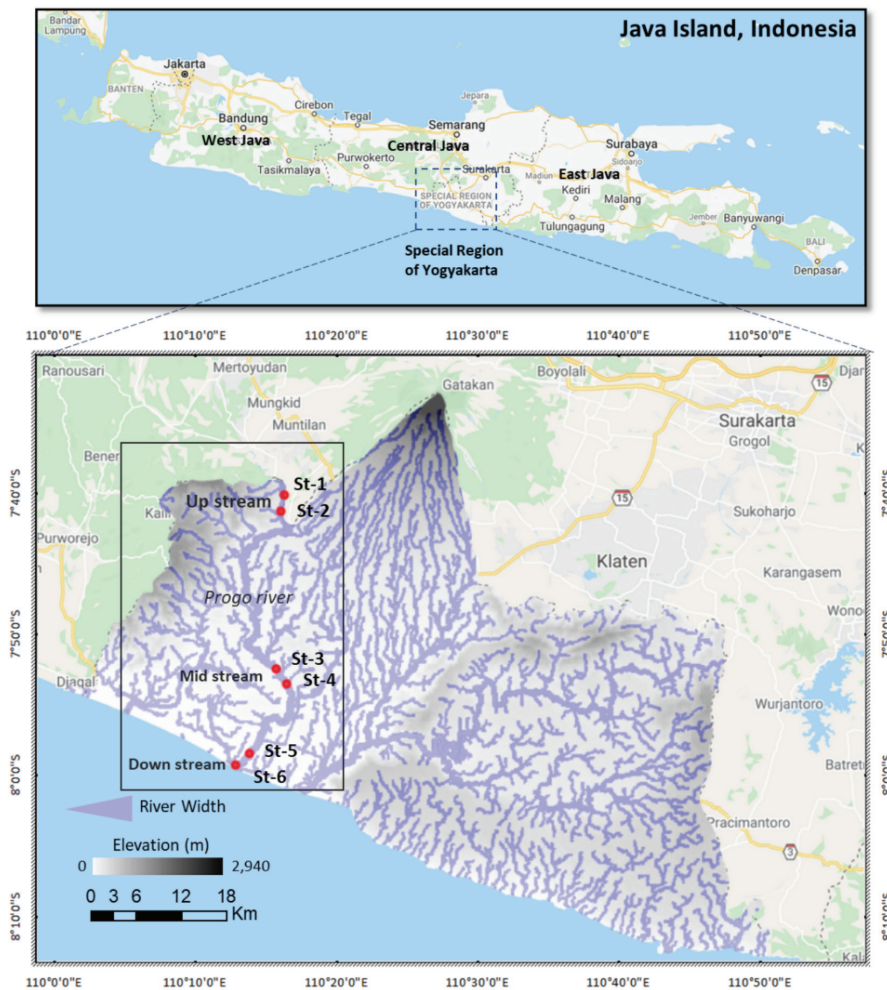 Java Island, Indonesia
Bandar
Lampung
Jakarta
BANTEN
Bandung
West Java
Cirebon
Tasikmalaya
Tegal
Purwokerto
Central Java
Jepara
Semarang
Surakarta
SPECIAL REGION
OF YOGYAKARTA
Special Region
of Yogyakarta
East Java
Madiun
Kediri
Tulungagung
Surabaya
Sidoarjo
Malang
Jember
Banyuwangi
BALI
Denpasar
110°0'0"E 110°10'0"E 110°20'0"E 110°30'0"E 110°40'0"E 110°50'0"E
Ranousari
Mertoyudan
Mungkid
Muntilan
Gatakan
Boyolali
15
Surakarta
Grogol
Bener
7°40'0"S
St-1
Up stream
St-2
15
Sukoharjo
Purworejo
Klaten
Karangasem
Progo river
7°50'0"S
St-3
Mid stream
St-4
Wurjantoro
St-5
Down stream
St-6
8°0'0"S
River Width
Elevation (m)
0 2,940
0 3 6 12 18
Km
Pracimantoro
3
8°10'0"S
110°0'0"E 110°10'0"E 110°20'0"E 110°30'0"E 110°40'0"E 110°50'0"E